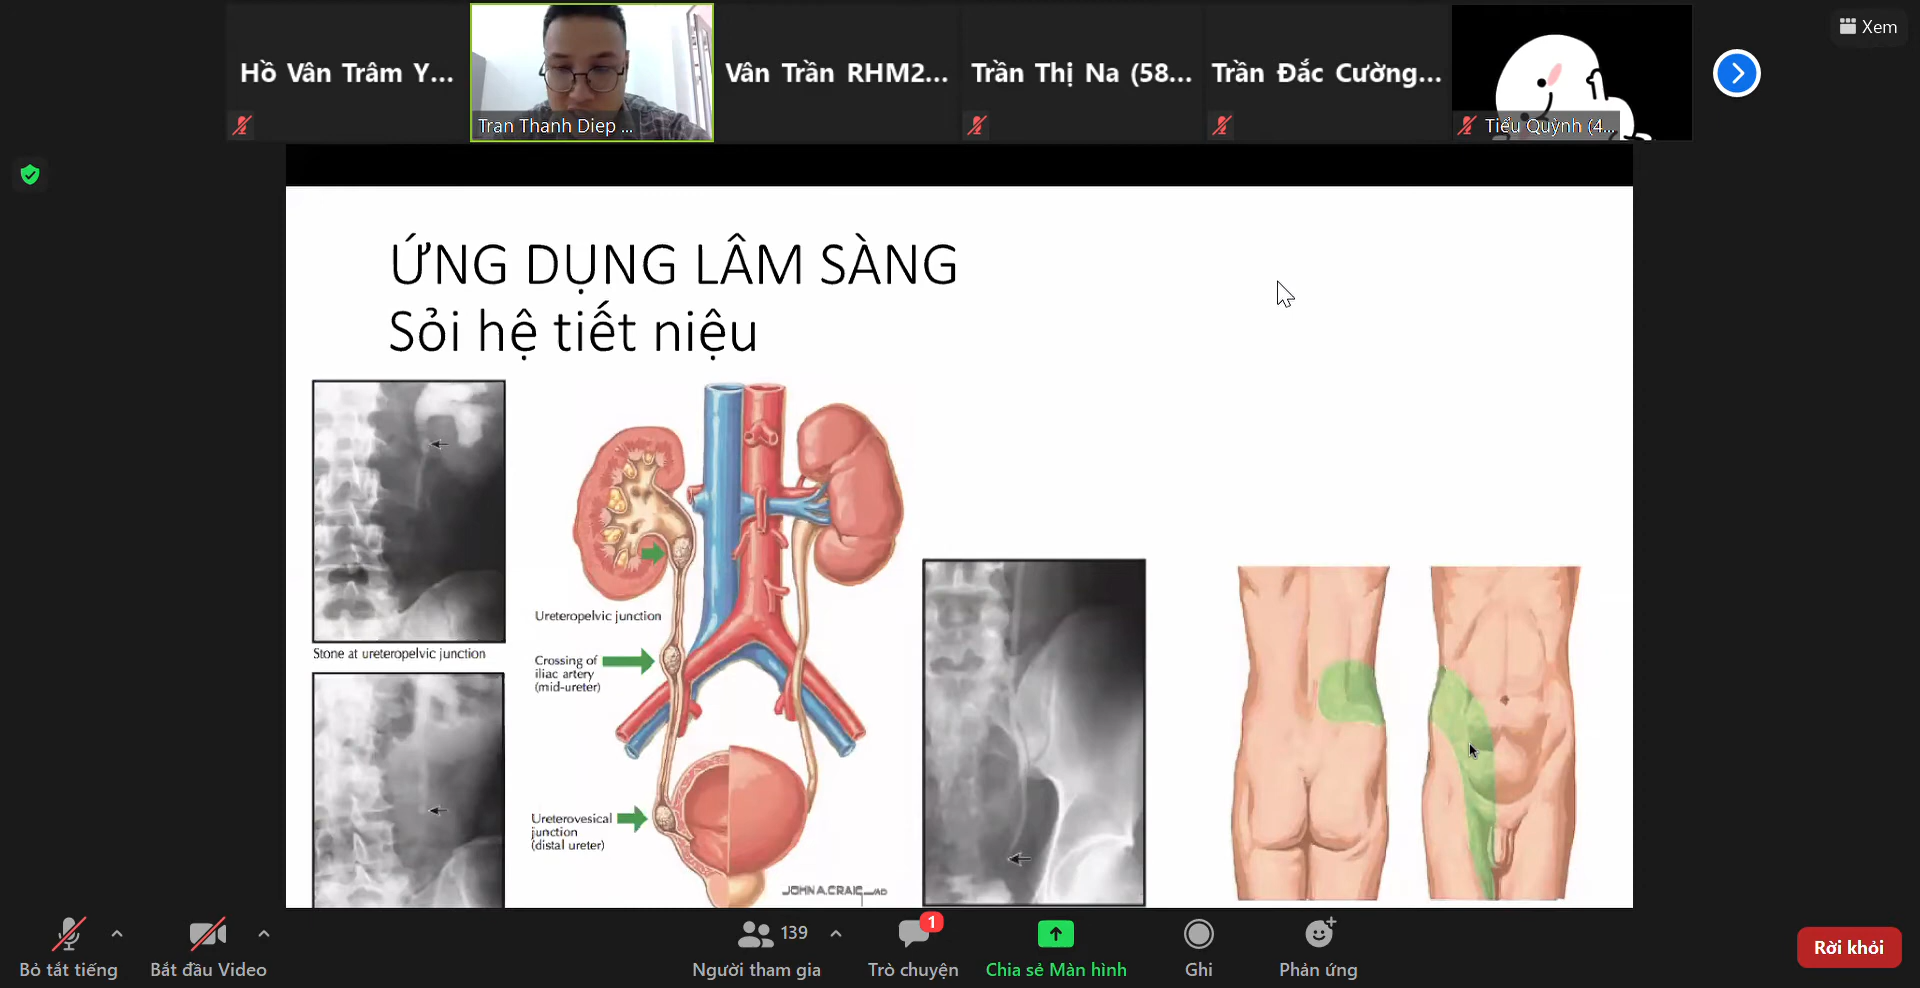 Hồ Vân Trâm Y...
Tran Thanh Diep ...
Vân Trần RHM2...
Trần Thị Na (58...
Trần Đắc Cường...
Tiểu Quỳnh (4...
Xem
ỨNG DỤNG LÂM SÀNG
Sỏi hệ tiết niệu
Stone at ureteropelvic junction
Ureteropelvic junction
Crossing of
iliac artery
(mid-ureter)
Ureterovesical
junction
(distal ureter)
JOHN A. CRAIG—AD
Bỏ tắt tiếng
Bắt đầu Video
139
Người tham gia
1
Trò chuyện
Chia sẻ Màn hình
Ghi
Phản ứng
Rời khỏi